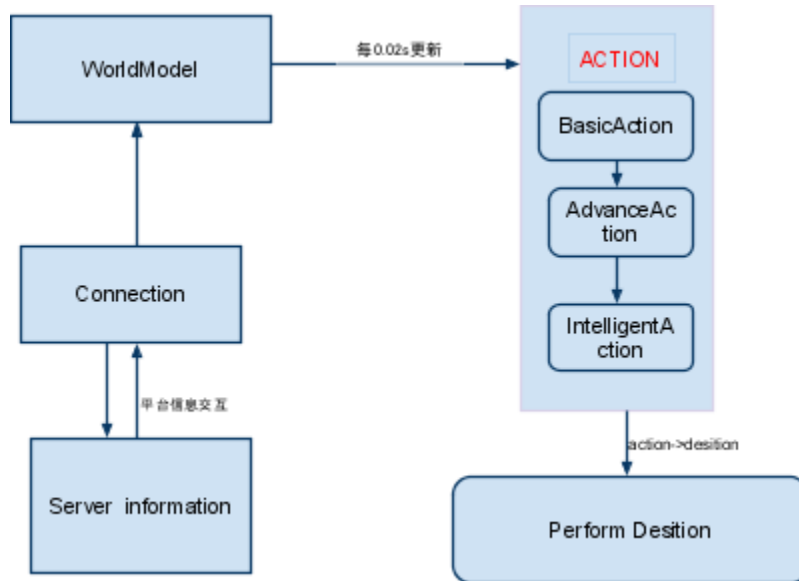 WorldModel
每0.02s更新
ACTION
BasicAction
AdvanceAc
tion
IntelligentA
ction
Connection
平台信息交互
Server information
action->desition
Perform Desition